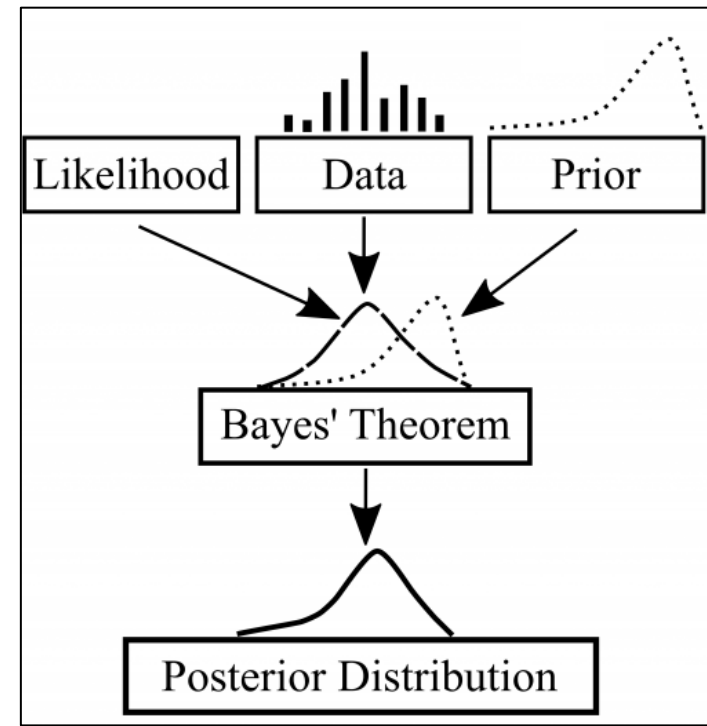 Likelihood
Data
Prior
Bayes' Theorem
Posterior Distribution